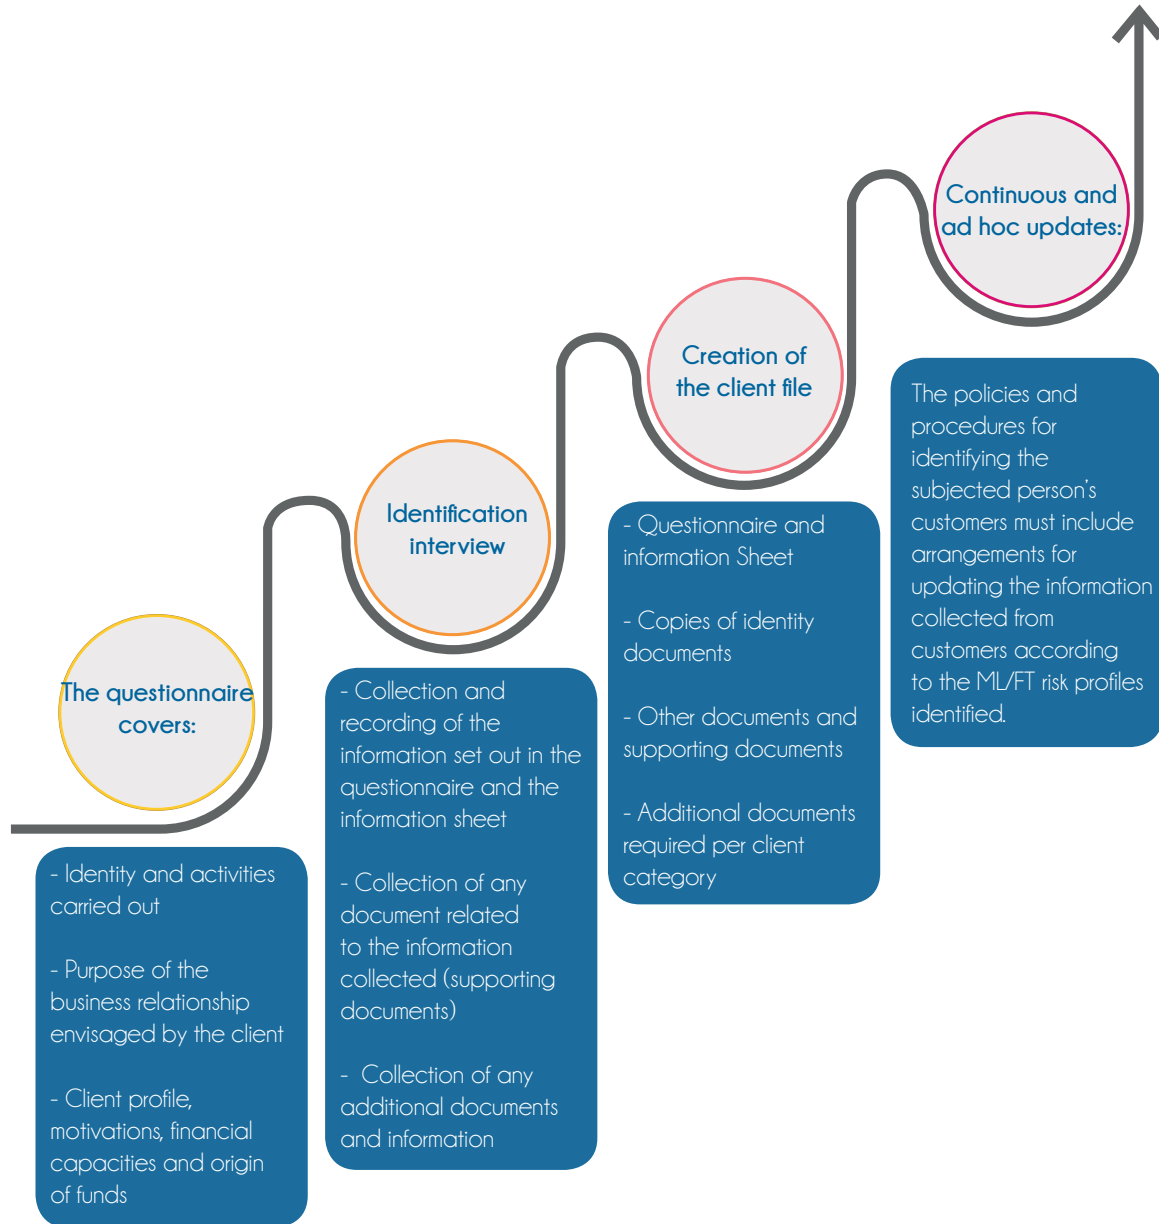 The questionnaire
covers:
- Identity and activities
carried out
- Purpose of the
business relationship
envisaged by the client
- Client profile,
motivations, financial
capacities and origin
of funds
Identification
interview
- Collection and
recording of the
information set out in the
questionnaire and the
information sheet
- Collection of any
document related
to the information
collected (supporting
documents)
- Collection of any
additional documents
and information
Creation of
the client file
- Questionnaire and
information Sheet
- Copies of identity
documents
- Other documents and
supporting documents
- Additional documents
required per client
category
Continuous and
ad hoc updates:
The policies and
procedures for
identifying the
subjected person's
customers must include
arrangements for
updating the information
collected from
customers according
to the ML/FT risk profiles
identified.